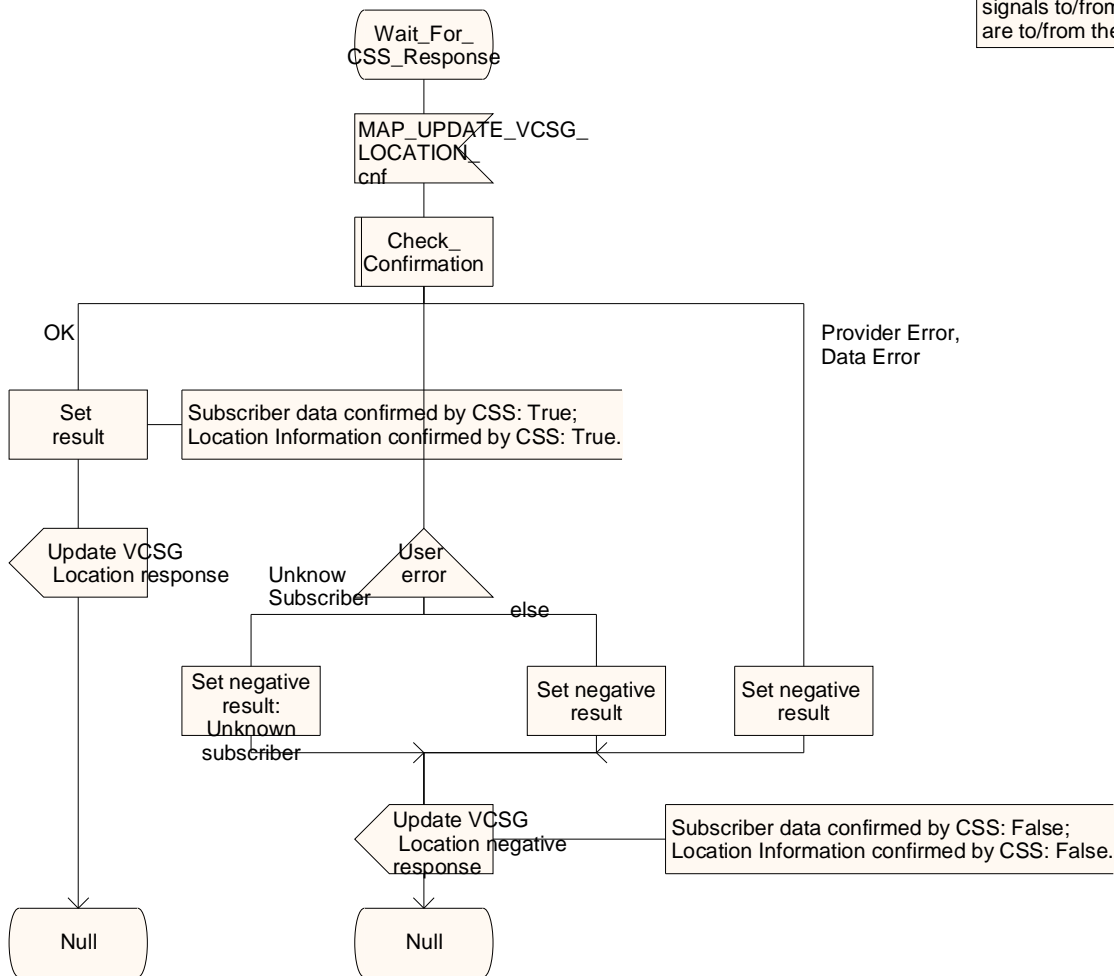 signals to/from
are to/from the
Wait_For_
CSS_Response
MAP_UPDATE_VCSG_
LOCATION_
cnf
Check_
Confirmation
OK
Provider Error,
Data Error
Set
result
Subscriber data confirmed by CSS: True;
Location Information confirmed by CSS: True.
Update VCSG
Location response
User
error
Unknow
Subscriber
else
Set negative
result:
Unknown
subscriber
Set negative
result
Set negative
result
Update VCSG
Location negative
response
Subscriber data confirmed by CSS: False;
Location Information confirmed by CSS: False.
Null
Null